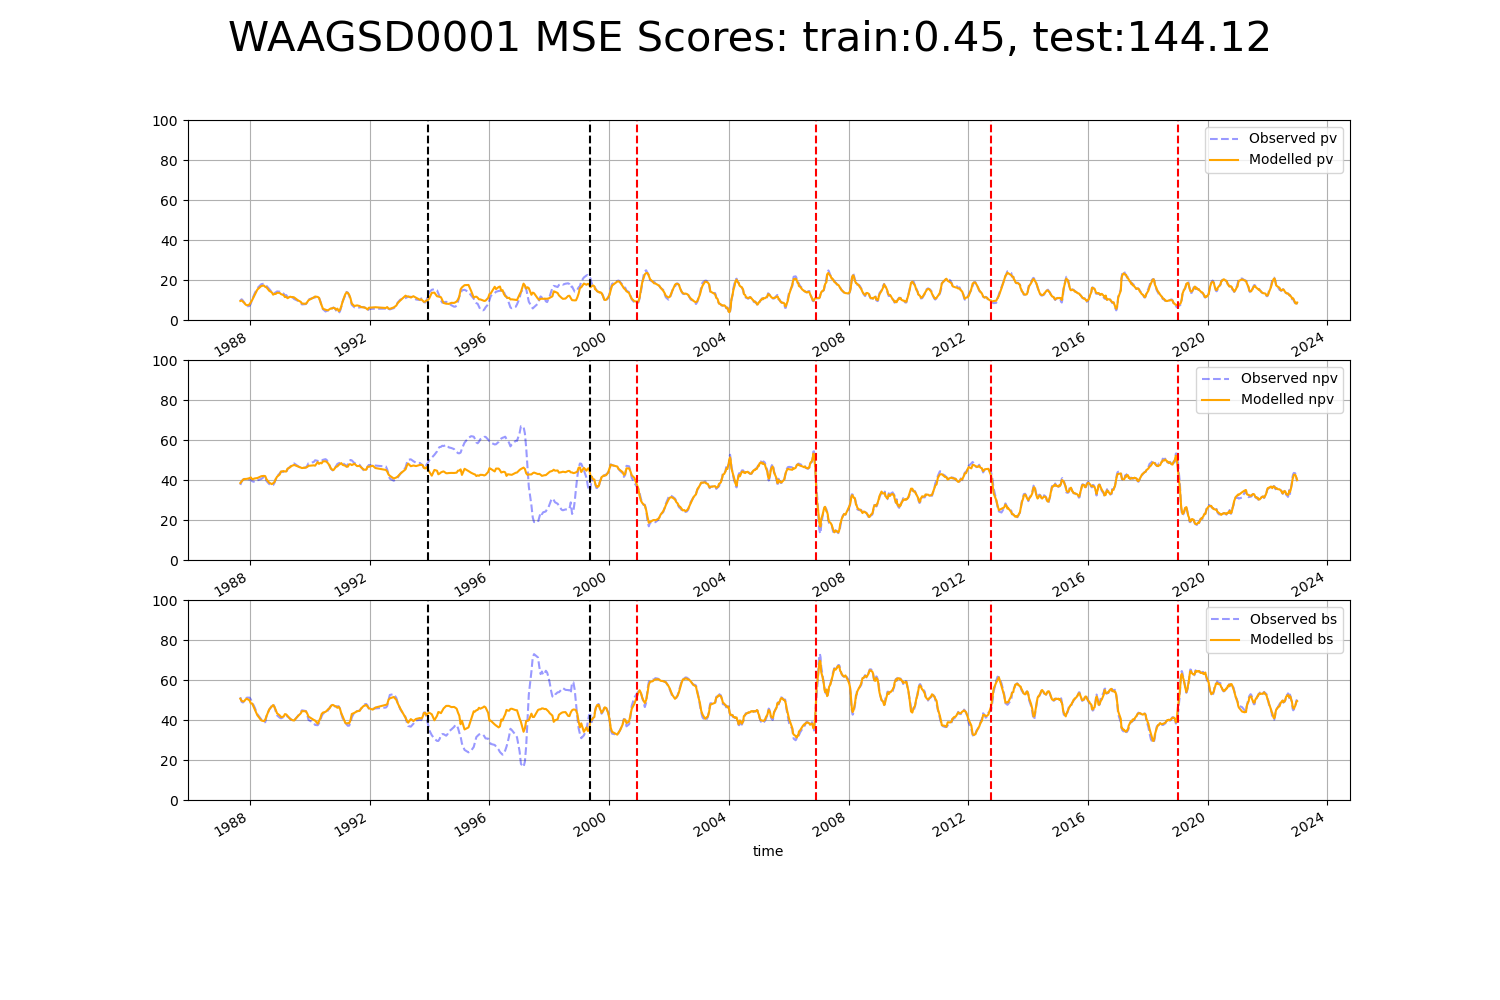 WAAGSD0001 MSE Scores: train:0.45, test:144.12
100
80
60
40
20
0
Observed pv
Modelled pv
1988 1992 1996 2000 2004 2008 2012 2016 2020 2024
100
80
60
40
20
0
Observed npv
Modelled npv
1988 1992 1996 2000 2004 2008 2012 2016 2020 2024
100
80
60
40
20
0
Observed bs
Modelled bs
1988 1992 1996 2000 2004 2008 2012 2016 2020 2024
time